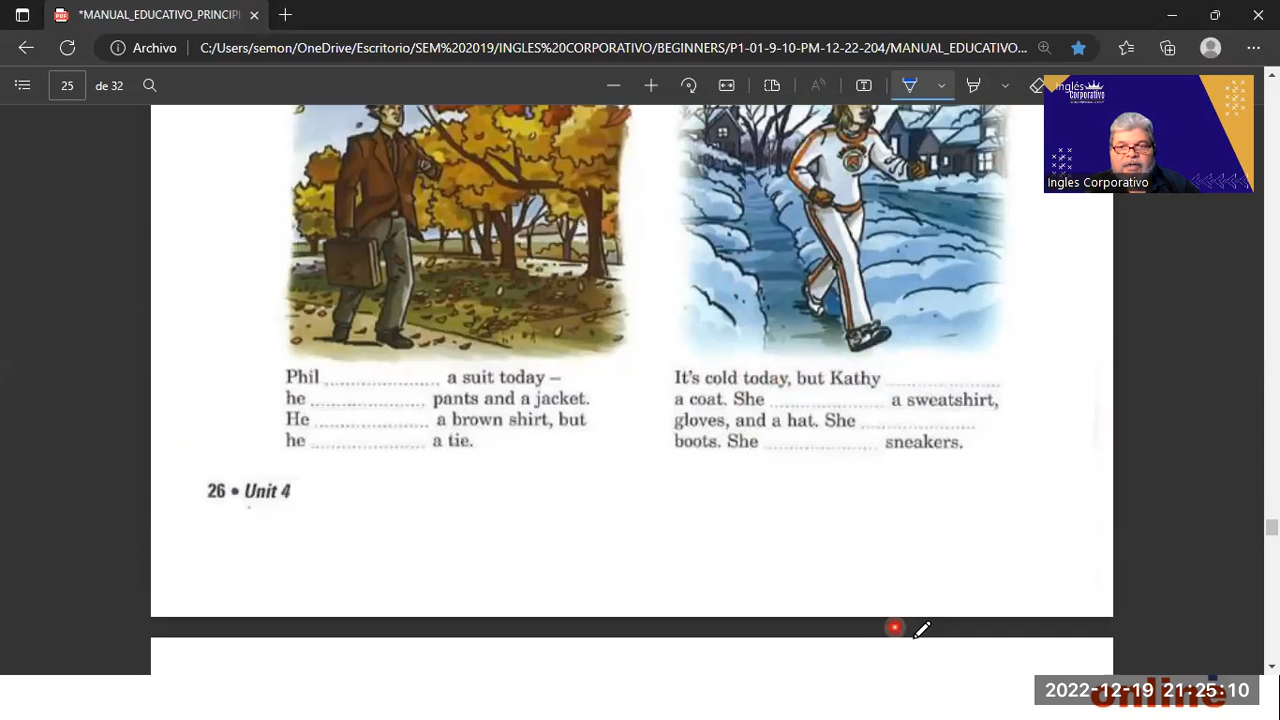 *MANUAL_EDUCATIVO_PRINCIPI
Archivo
C:/Users/semon/OneDrive/Escritorio/SEM%202019/INGLES%20CORPORATIVO/BEGINNERS/P1-01-9-10-PM-12-22-204/MANUAL_EDUCATIVO...
25
de 32
Inglés
Corporativo
Ingles Corporativo
Phil ........................ a suit today –
he ........................ pants and a jacket.
He ........................ a brown shirt, but
he ........................ a tie.
It's cold today, but Kathy ........................
a coat. She ........................ a sweatshirt,
gloves, and a hat. She ........................
boots. She ........................ sneakers.
26 • Unit 4
2022-12-19 21:25:10
online